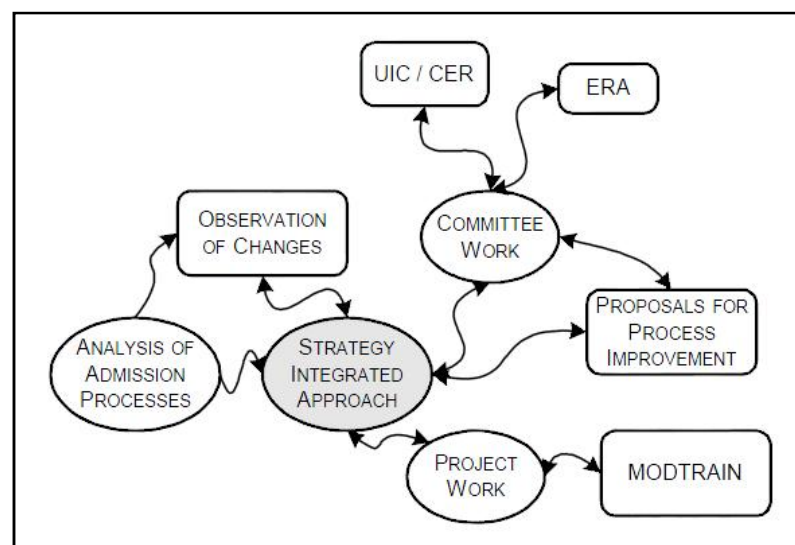 UIC / CER
ERA
OBSERVATION
OF CHANGES
COMMITTEE
WORK
PROPOSALS FOR
PROCESS
IMPROVEMENT
ANALYSIS OF
ADMISSION
PROCESSES
STRATEGY
INTEGRATED
APPROACH
PROJECT
WORK
MODTRAIN